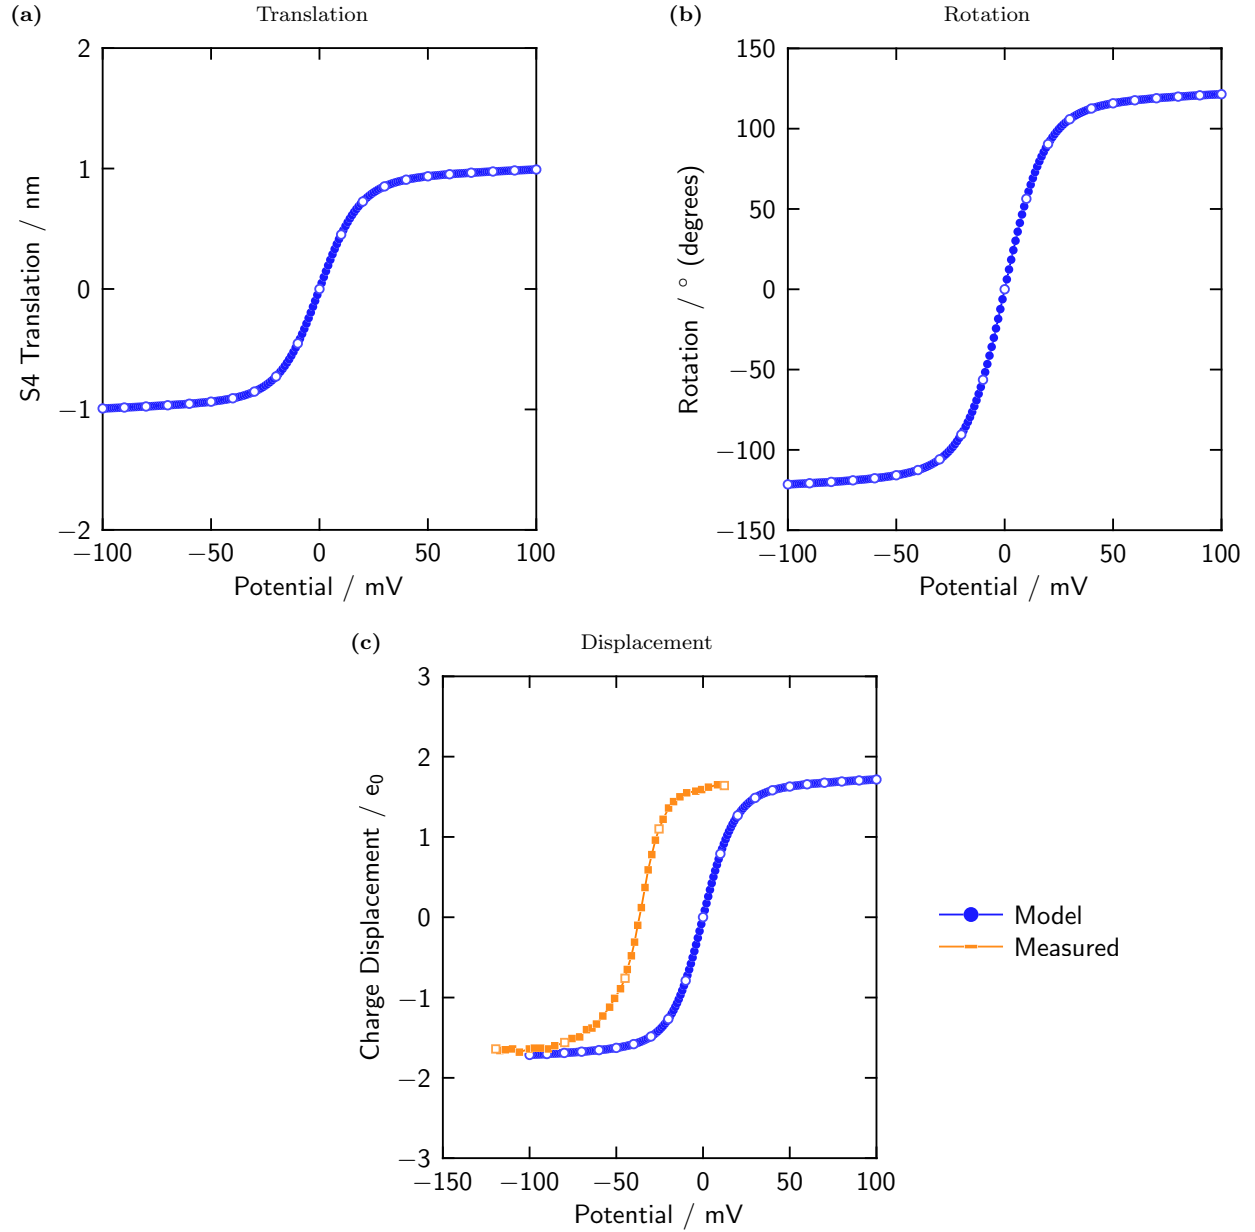 (a) Translation
2
1
0
−1
−2
S4 Translation / nm
−100 −50 0 50 100
Potential / mV
(b) Rotation
150
100
50
0
−50
−100
−150
Rotation / ° (degrees)
−100 −50 0 50 100
Potential / mV
(c) Displacement
3
2
1
0
−1
−2
−3
Charge Displacement / e₀
−150 −100 −50 0 50 100
Potential / mV
Model
Measured